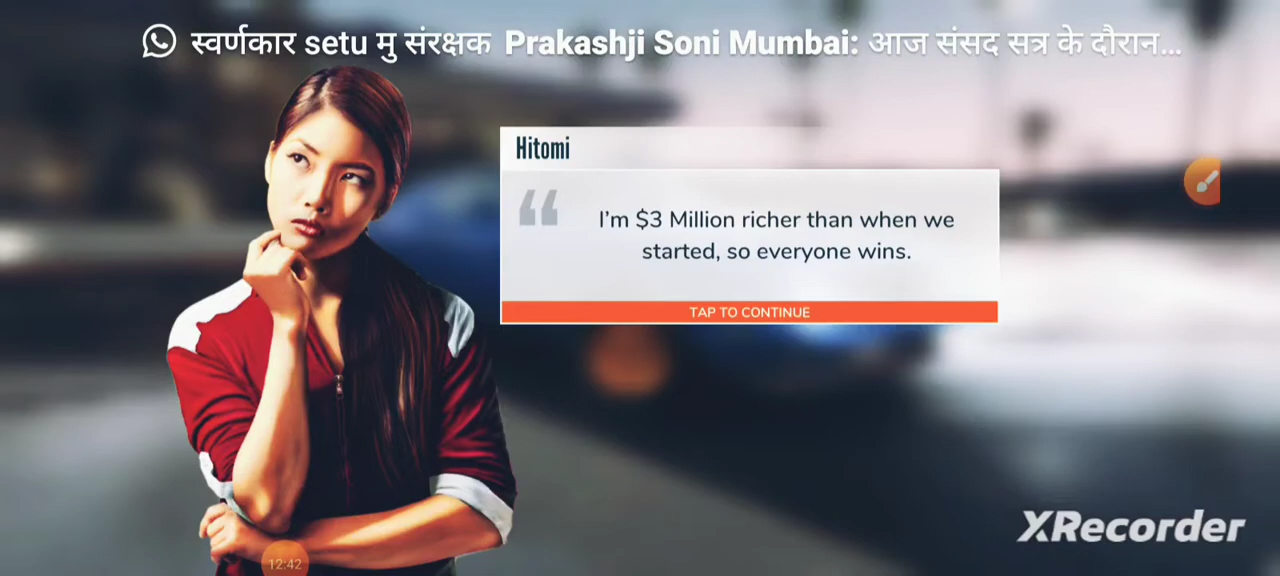 स्वर्णकार setu मु संरक्षक Prakashji Soni Mumbai: आज संसद सत्र के दौरान...
Hitomi
“
I'm $3 Million richer than when we
started, so everyone wins.
TAP TO CONTINUE
XRecorder
12:42